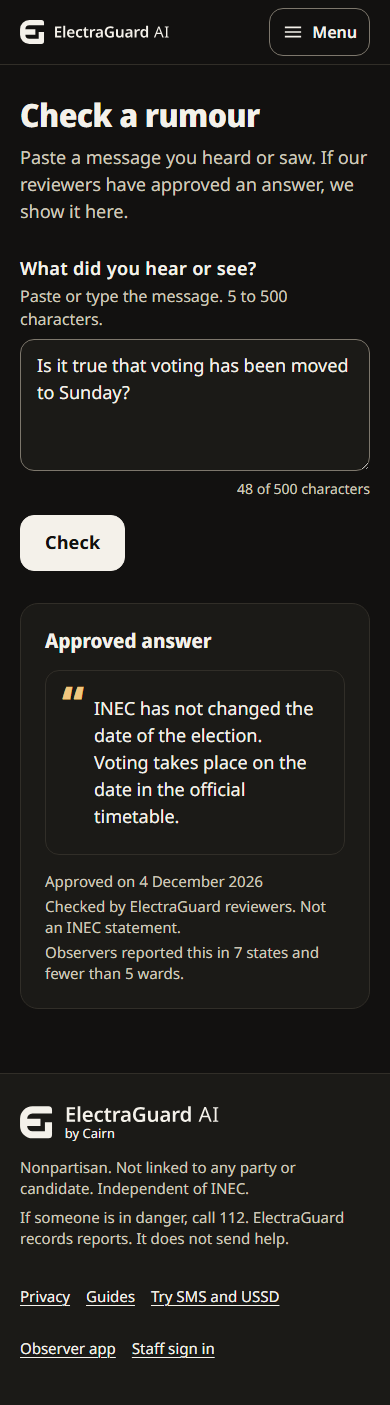 ElectraGuard AI
Menu
Check a rumour
Paste a message you heard or saw. If our
reviewers have approved an answer, we
show it here.
What did you hear or see?
Paste or type the message. 5 to 500
characters.
Is it true that voting has been moved
to Sunday?
48 of 500 characters
Check
Approved answer
INEC has not changed the
date of the election.
Voting takes place on the
date in the official
timetable.
Approved on 4 December 2026
Checked by ElectraGuard reviewers. Not
an INEC statement.
Observers reported this in 7 states and
fewer than 5 wards.
ElectraGuard AI
by Cairn
Nonpartisan. Not linked to any party or
candidate. Independent of INEC.
If someone is in danger, call 112. ElectraGuard
records reports. It does not send help.
Privacy Guides Try SMS and USSD
Observer app Staff sign in